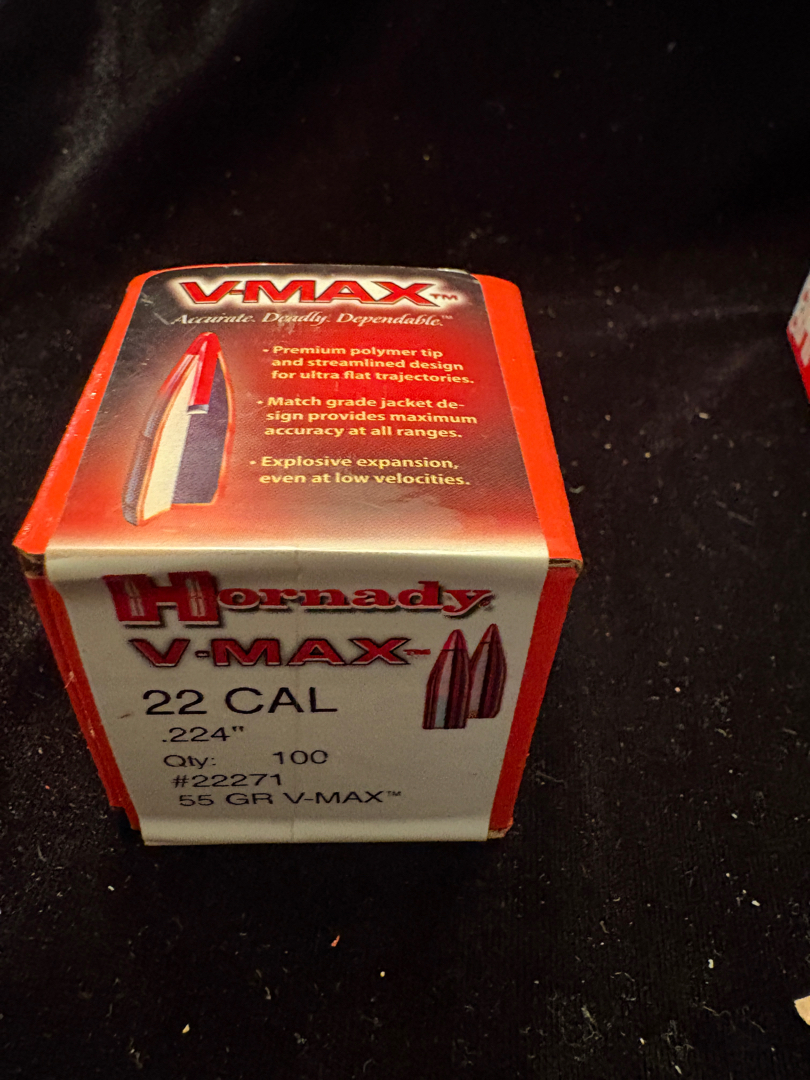 V-MAX™
Accurate. Deadly. Dependable.™
• Premium polymer tip
and streamlined design
for ultra flat trajectories.
• Match grade jacket de-
sign provides maximum
accuracy at all ranges.
• Explosive expansion,
even at low velocities.
Hornady®
V-MAX™
22 CAL
.224"
Qty: 100
#22271
55 GR V-MAX™